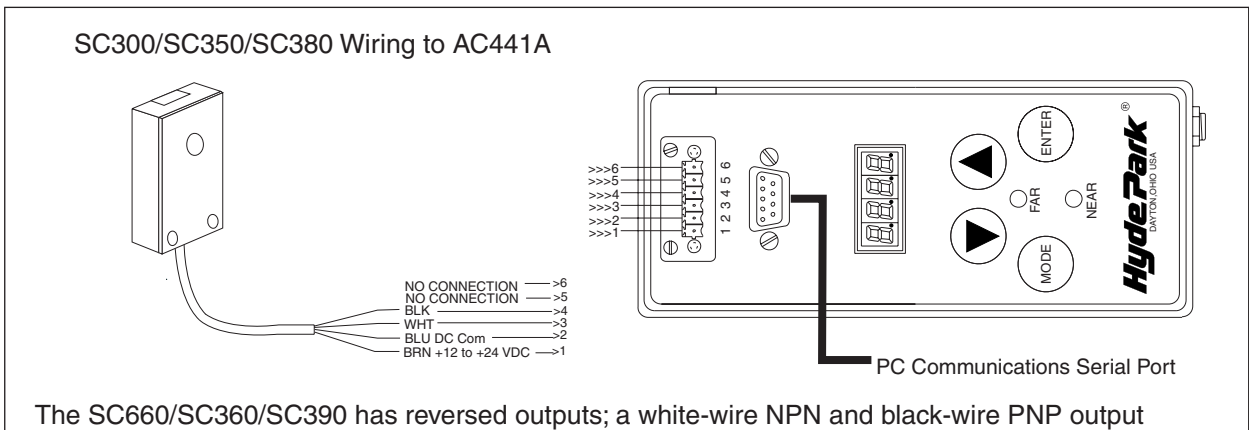 SC300/SC350/SC380 Wiring to AC441A
>>>6
>>>5
>>>4
>>>3
>>>2
>>>1
1 2 3 4 5 6
ENTER
FAR
NEAR
MODE
HydePark®
DAYTON, OHIO USA
NO CONNECTION >6
NO CONNECTION >5
BLK >4
WHT >3
BLU DC Com >2
BRN +12 to +24 VDC >1
PC Communications Serial Port
The SC660/SC360/SC390 has reversed outputs; a white-wire NPN and black-wire PNP output